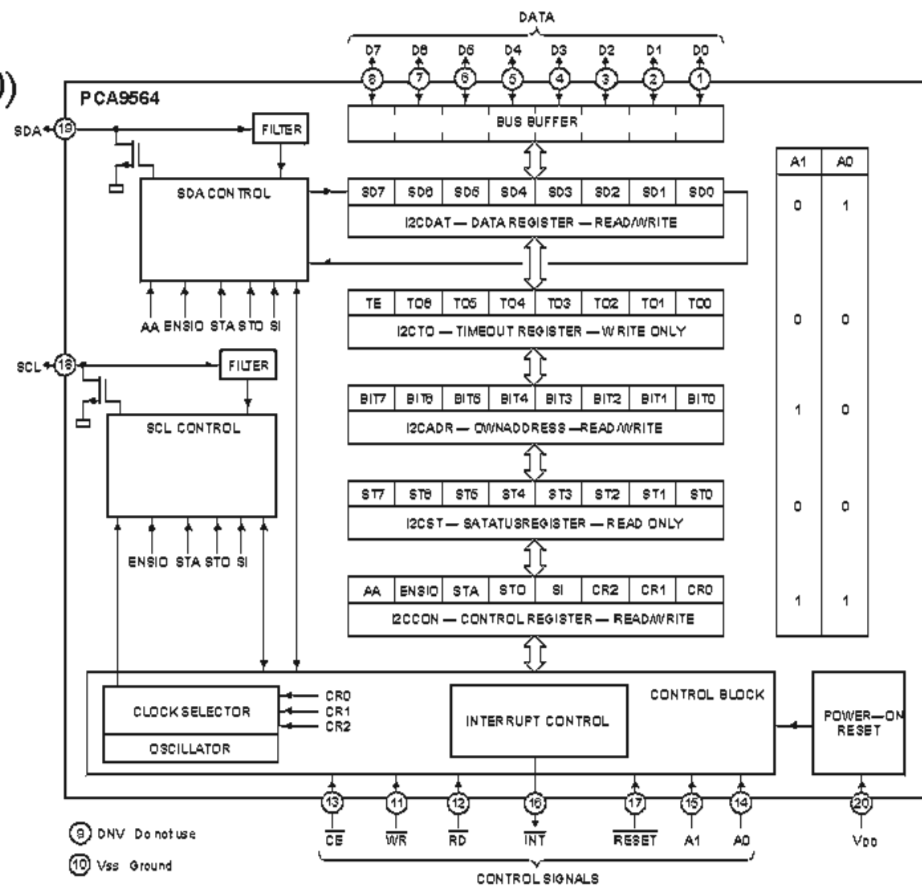 DATA
D7 D6 D5 D4 D3 D2 D1 D0
8 7 6 5 4 3 2 1
)
PCA9564
BUS BUFFER
SDA 19 FILTER
A1 A0
SDA CONTROL
SD7 SD6 SD5 SD4 SD3 SD2 SD1 SD0
0 1
I2CDAT — DATA REGISTER — READ/WRITE
TE TO6 TO5 TO4 TO3 TO2 TO1 TO0
AA ENSIO STA STO SI
I2CTO — TIMEOUT REGISTER — WRITE ONLY
0 0
SCL 18 FILTER
BIT7 BIT6 BIT5 BIT4 BIT3 BIT2 BIT1 BIT0
1 0
SCL CONTROL
I2CADR — OWNADDRESS —READ/WRITE
ST7 ST6 ST5 ST4 ST3 ST2 ST1 ST0
0 0
I2CST — SATATUSREGISTER — READ ONLY
ENSIO STA STO SI
AA ENSIO STA STO SI CR2 CR1 CR0
1 1
I2CCON — CONTROL REGISTER — READ/WRITE
CONTROL BLOCK
CLOCK SELECTOR
CR0
CR1
CR2
INTERRUPT CONTROL
POWER—ON
RESET
OSCILLATOR
13 11 12 16 17 15 14 20
CE WR RD INT RESET A1 A0 VDD
9 DNV Do not use
10 Vss Ground
CONTROL SIGNALS